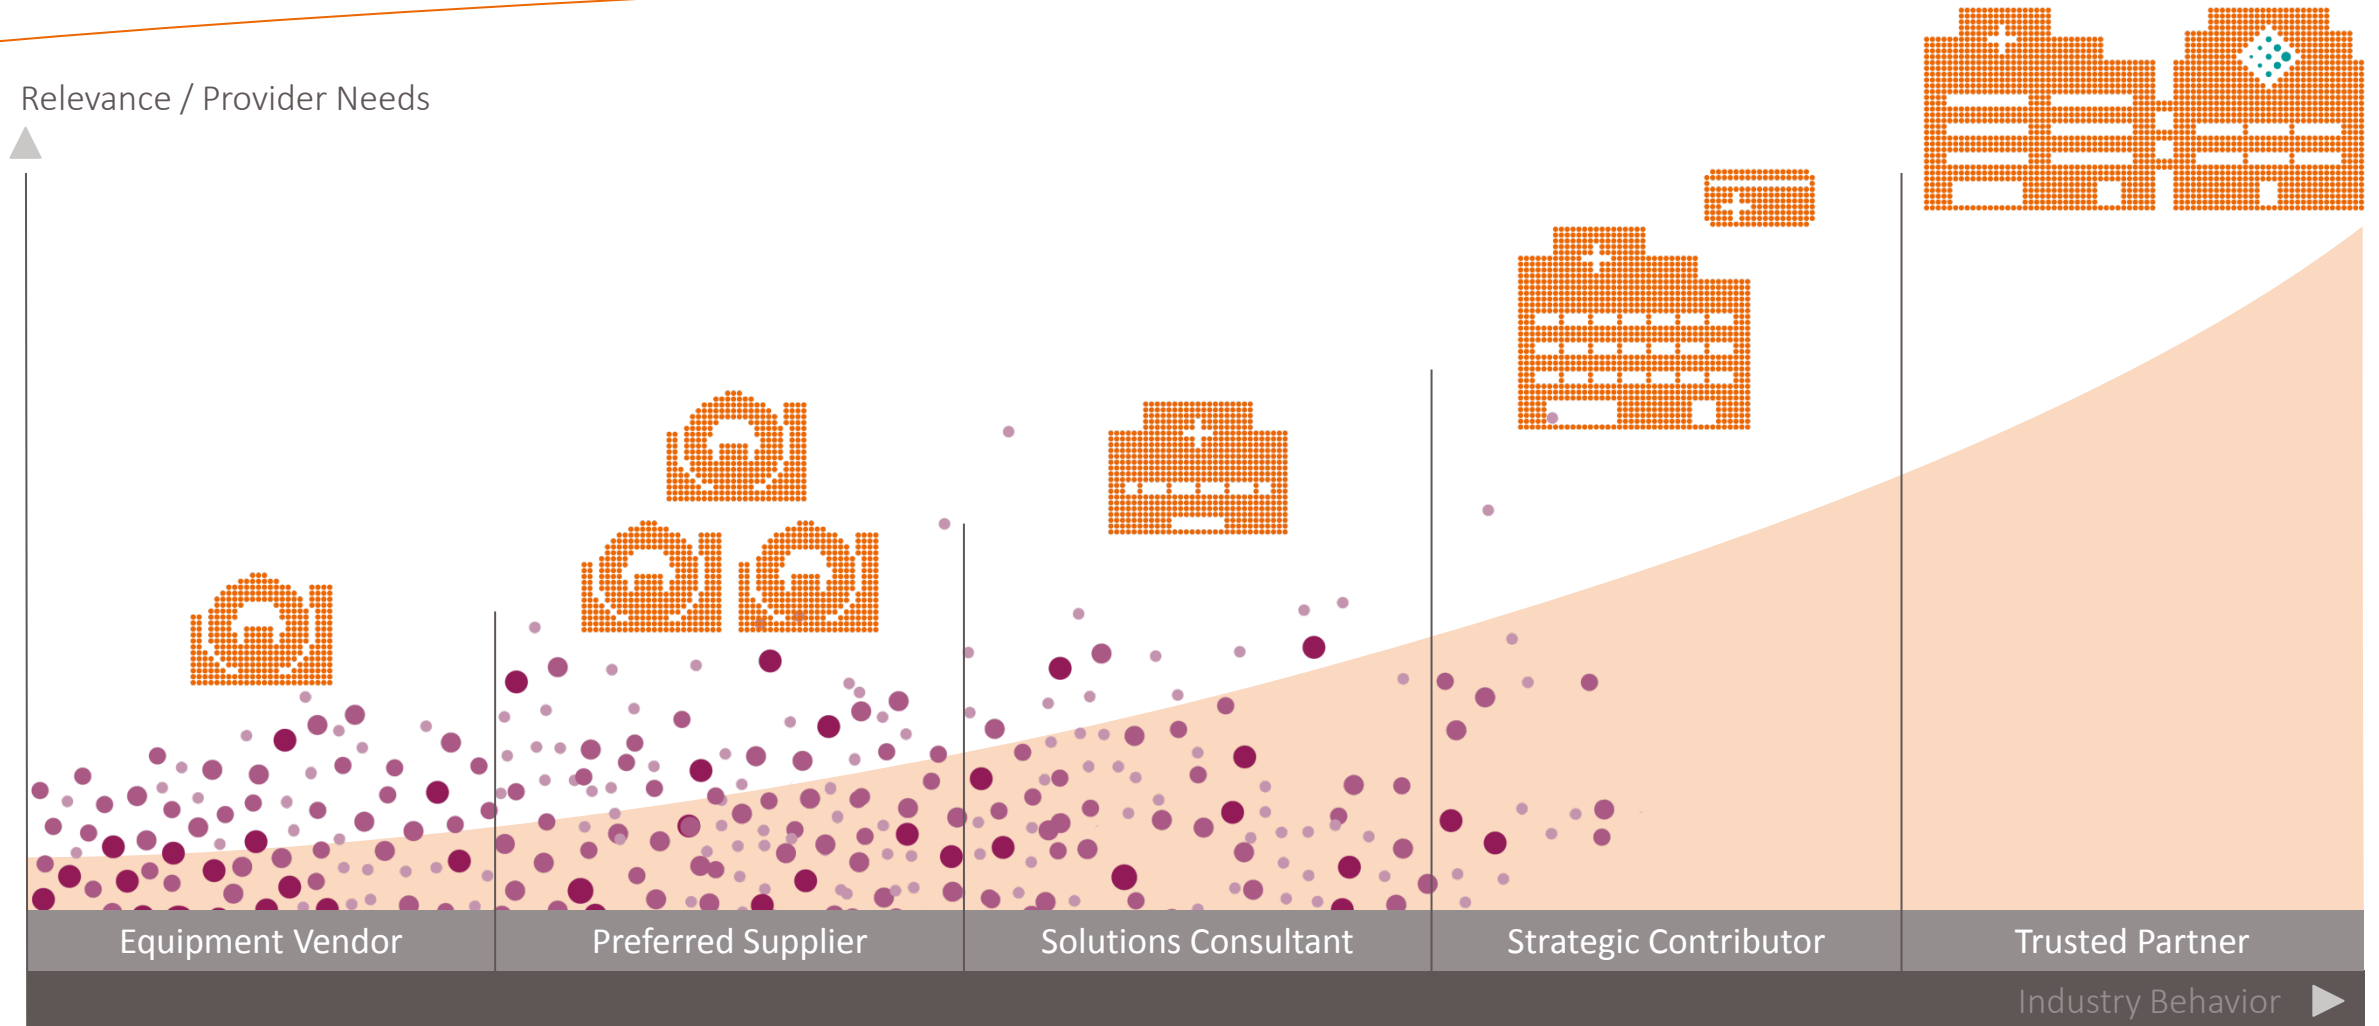 Relevance / Provider Needs
Equipment Vendor
Preferred Supplier
Solutions Consultant
Strategic Contributor
Trusted Partner
Industry Behavior